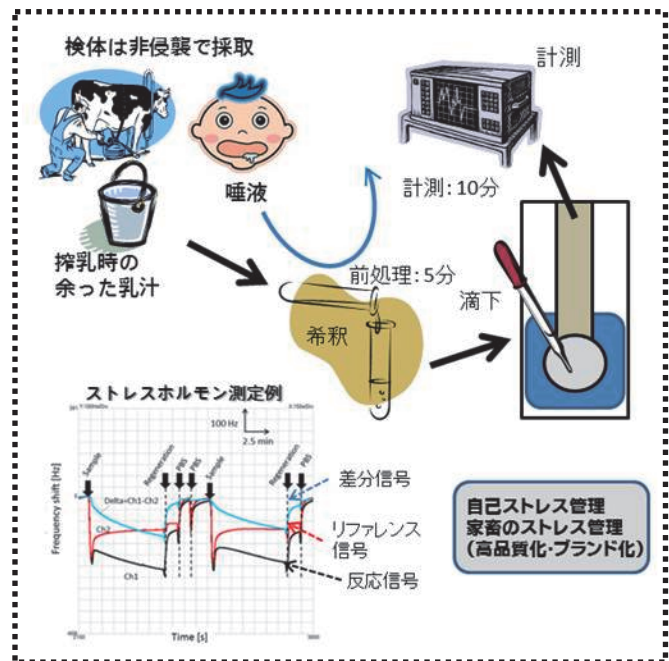 検体は非侵襲で採取
唾液
搾乳時の
余った乳汁
計測
計測：10分
前処理：5分
希釈
滴下
ストレスホルモン測定例
100 Hz
2.5 min
Sample
Regeneration
PBS
PBS
Sample
Regeneration
PBS
Delta=Ch1-Ch2
Ch2
Ch1
Frequency shift [Hz]
Time [s]
差分信号
リファレンス
信号
反応信号
自己ストレス管理
家畜のストレス管理
（高品質化・ブランド化）